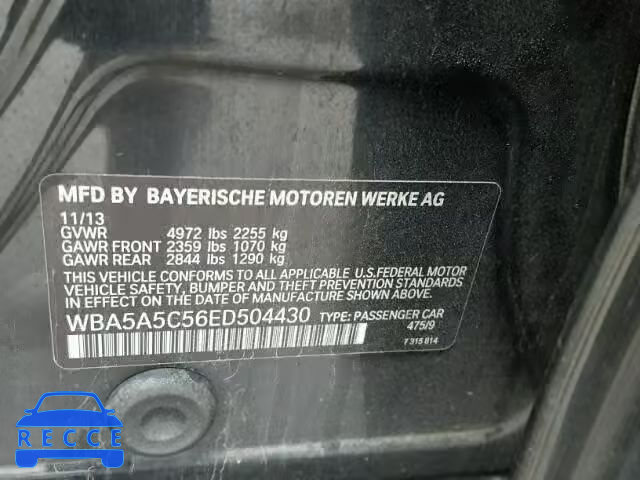 MFD BY BAYERISCHE MOTOREN WERKE AG
11/13
GVWR 4972 lbs 2255 kg
GAWR FRONT 2359 lbs 1070 kg
GAWR REAR 2844 lbs 1290 kg
THIS VEHICLE CONFORMS TO ALL APPLICABLE U.S.FEDERAL MOTOR
VEHICLE SAFETY, BUMPER AND THEFT PREVENTION STANDARDS
IN EFFECT ON THE DATE OF MANUFACTURE SHOWN ABOVE.
WBA5A5C56ED504430 TYPE: PASSENGER CAR
475/9
7 315 814
RECCE